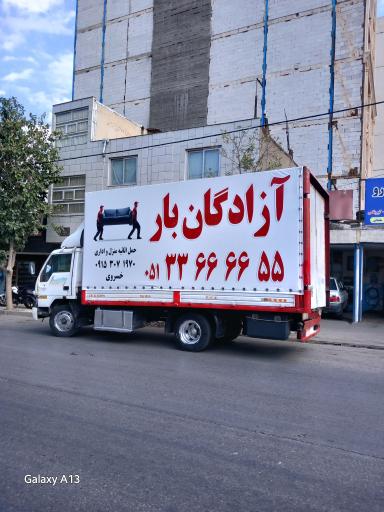 آزادگان بار
حمل اثاثیه منزل و اداری
۰۹۱۵ ۳۰۷ ۱۹۷۰
خسروی
۰۵۱ ۳۳ ۶۶ ۶۶ ۵۵
Galaxy A13